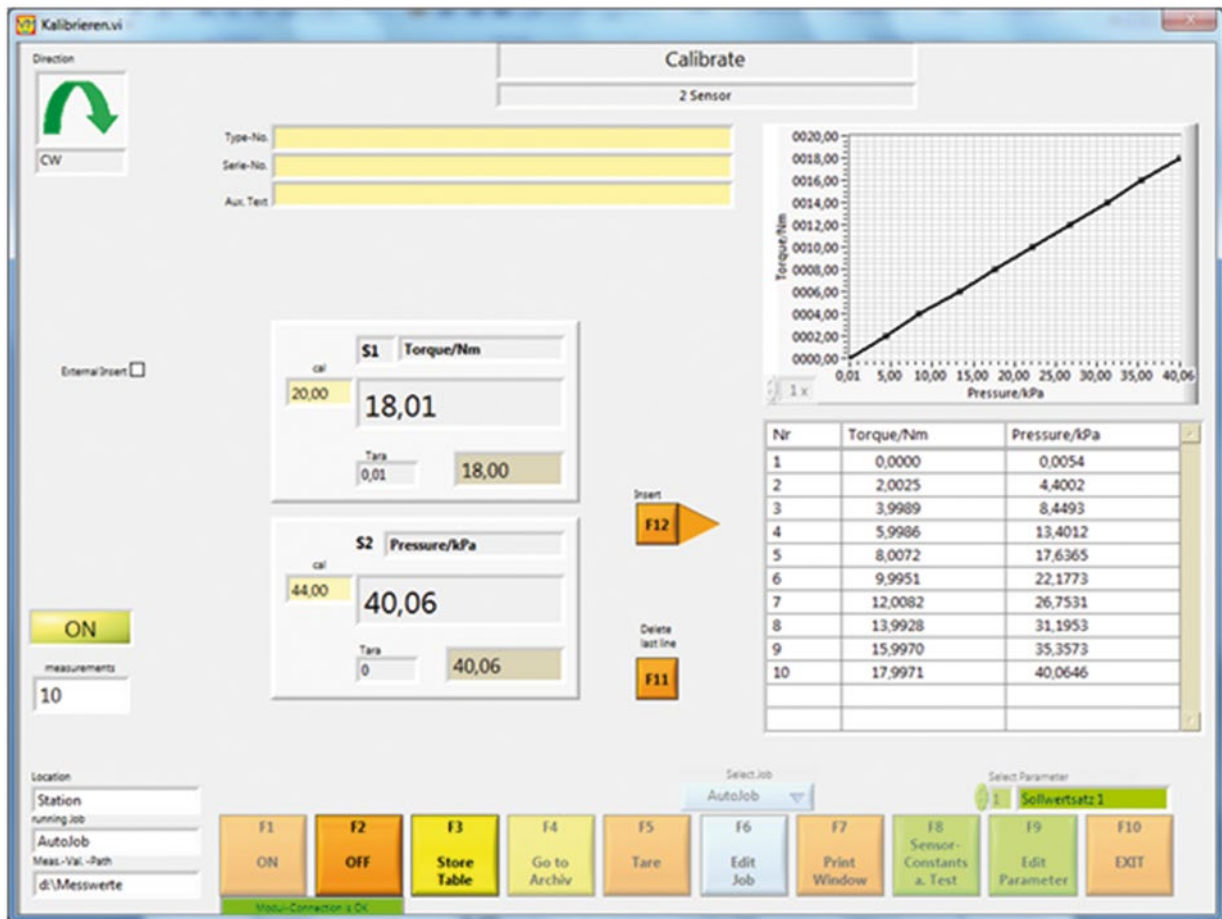 Kalibrieren.vi
Direction
CW
Calibrate
2 Sensor
Type-No.
Serie-No.
Aux. Text
0020,00
0018,00
0016,00
0014,00
0012,00
0010,00
0008,00
0006,00
0004,00
0002,00
0000,00
Torque/Nm
0,01 5,00 10,00 15,00 20,00 25,00 30,00 35,00 40,06
Pressure/kPa
1 x
External Insert
S1 Torque/Nm
cal
20,00
18,01
Tara
0,01
18,00
S2 Pressure/kPa
cal
44,00
40,06
Tara
0
40,06
Insert
F12
Delete
last line
F11
Nr Torque/Nm Pressure/kPa
1 0,0000 0,0054
2 2,0025 4,4002
3 3,9989 8,4493
4 5,9986 13,4012
5 8,0072 17,6365
6 9,9951 22,1773
7 12,0082 26,7531
8 13,9928 31,1953
9 15,9970 35,3573
10 17,9971 40,0646
ON
measurements
10
Location
Station
running Job
AutoJob
Meas.-Val. -Path
d:\Messwerte
Select Job
AutoJob
Select Parameter
1 Sollwertsatz 1
F1
ON
F2
OFF
F3
Store
Table
F4
Go to
Archiv
F5
Tare
F6
Edit
Job
F7
Print
Window
F8
Sensor-
Constants
a. Test
F9
Edit
Parameter
F10
EXIT
Modul-Connection is OK